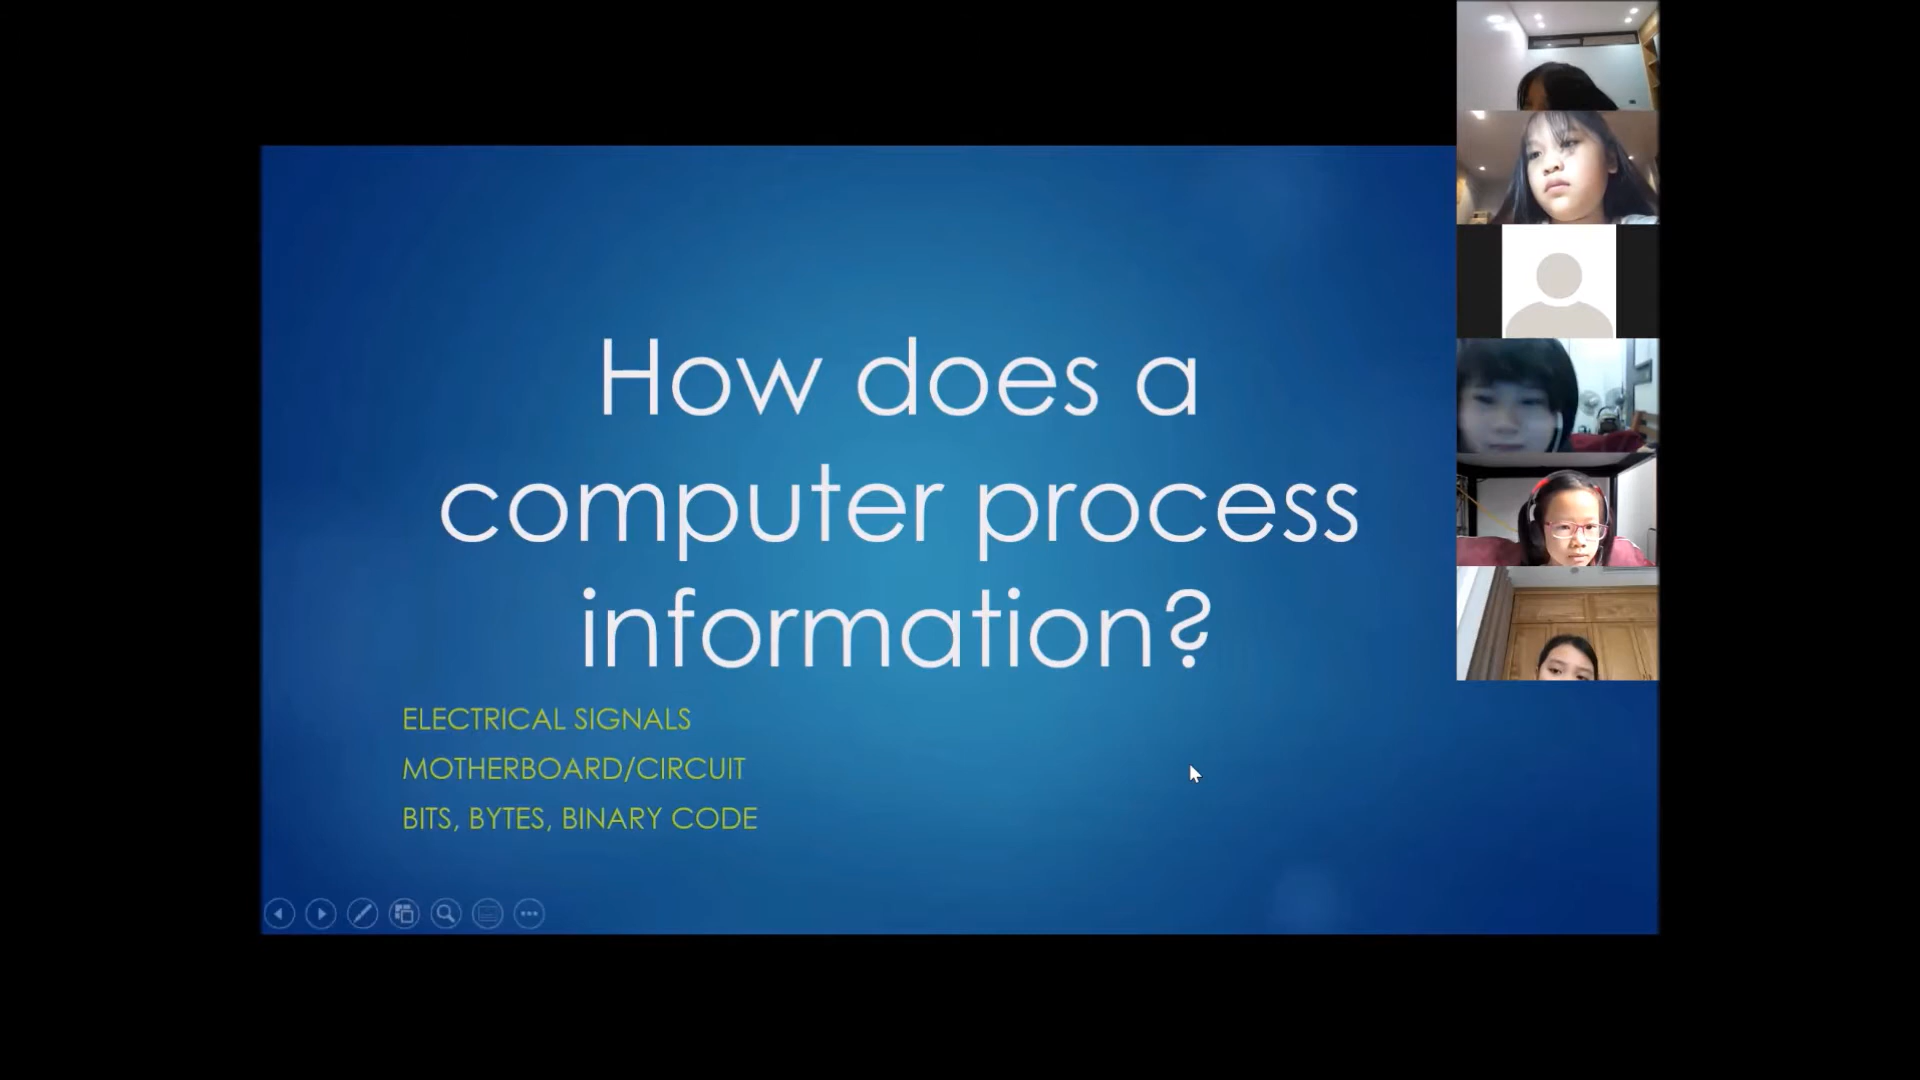 How does a
computer process
information?
ELECTRICAL SIGNALS
MOTHERBOARD/CIRCUIT
BITS, BYTES, BINARY CODE